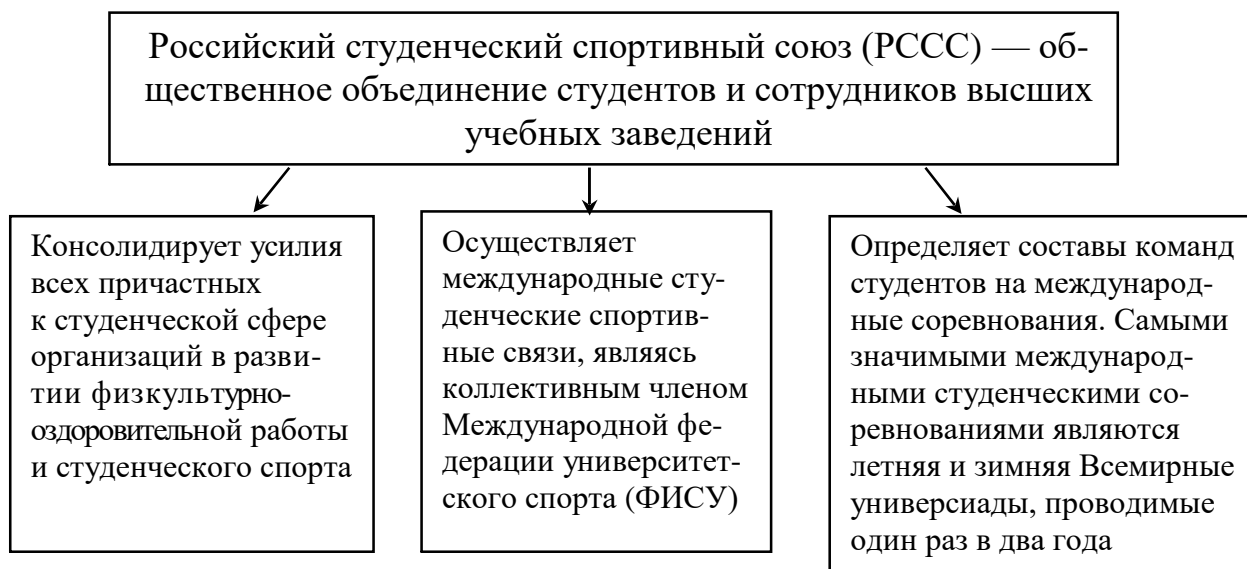 Российский студенческий спортивный союз (РССС) — об-
щественное объединение студентов и сотрудников высших
учебных заведений
Консолидирует усилия
всех причастных
к студенческой сфере
организаций в разви-
тии физкультурно-
оздоровительной работы
и студенческого спорта
Осуществляет
международные сту-
денческие спортив-
ные связи, являясь
коллективным членом
Международной фе-
дерации университет-
ского спорта (ФИСУ)
Определяет составы команд
студентов на международ-
ные соревнования. Самыми
значимыми международ-
ными студенческими со-
ревнованиями являются
летняя и зимняя Всемирные
универсиады, проводимые
один раз в два года